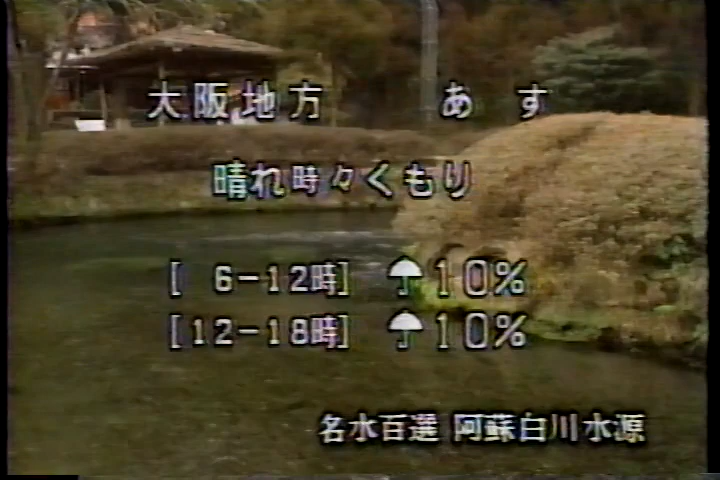 大阪地方 あす
晴れ時々くもり
[ 6-12時] ☂10%
[12-18時] ☂10%
名水百選 阿蘇白川水源